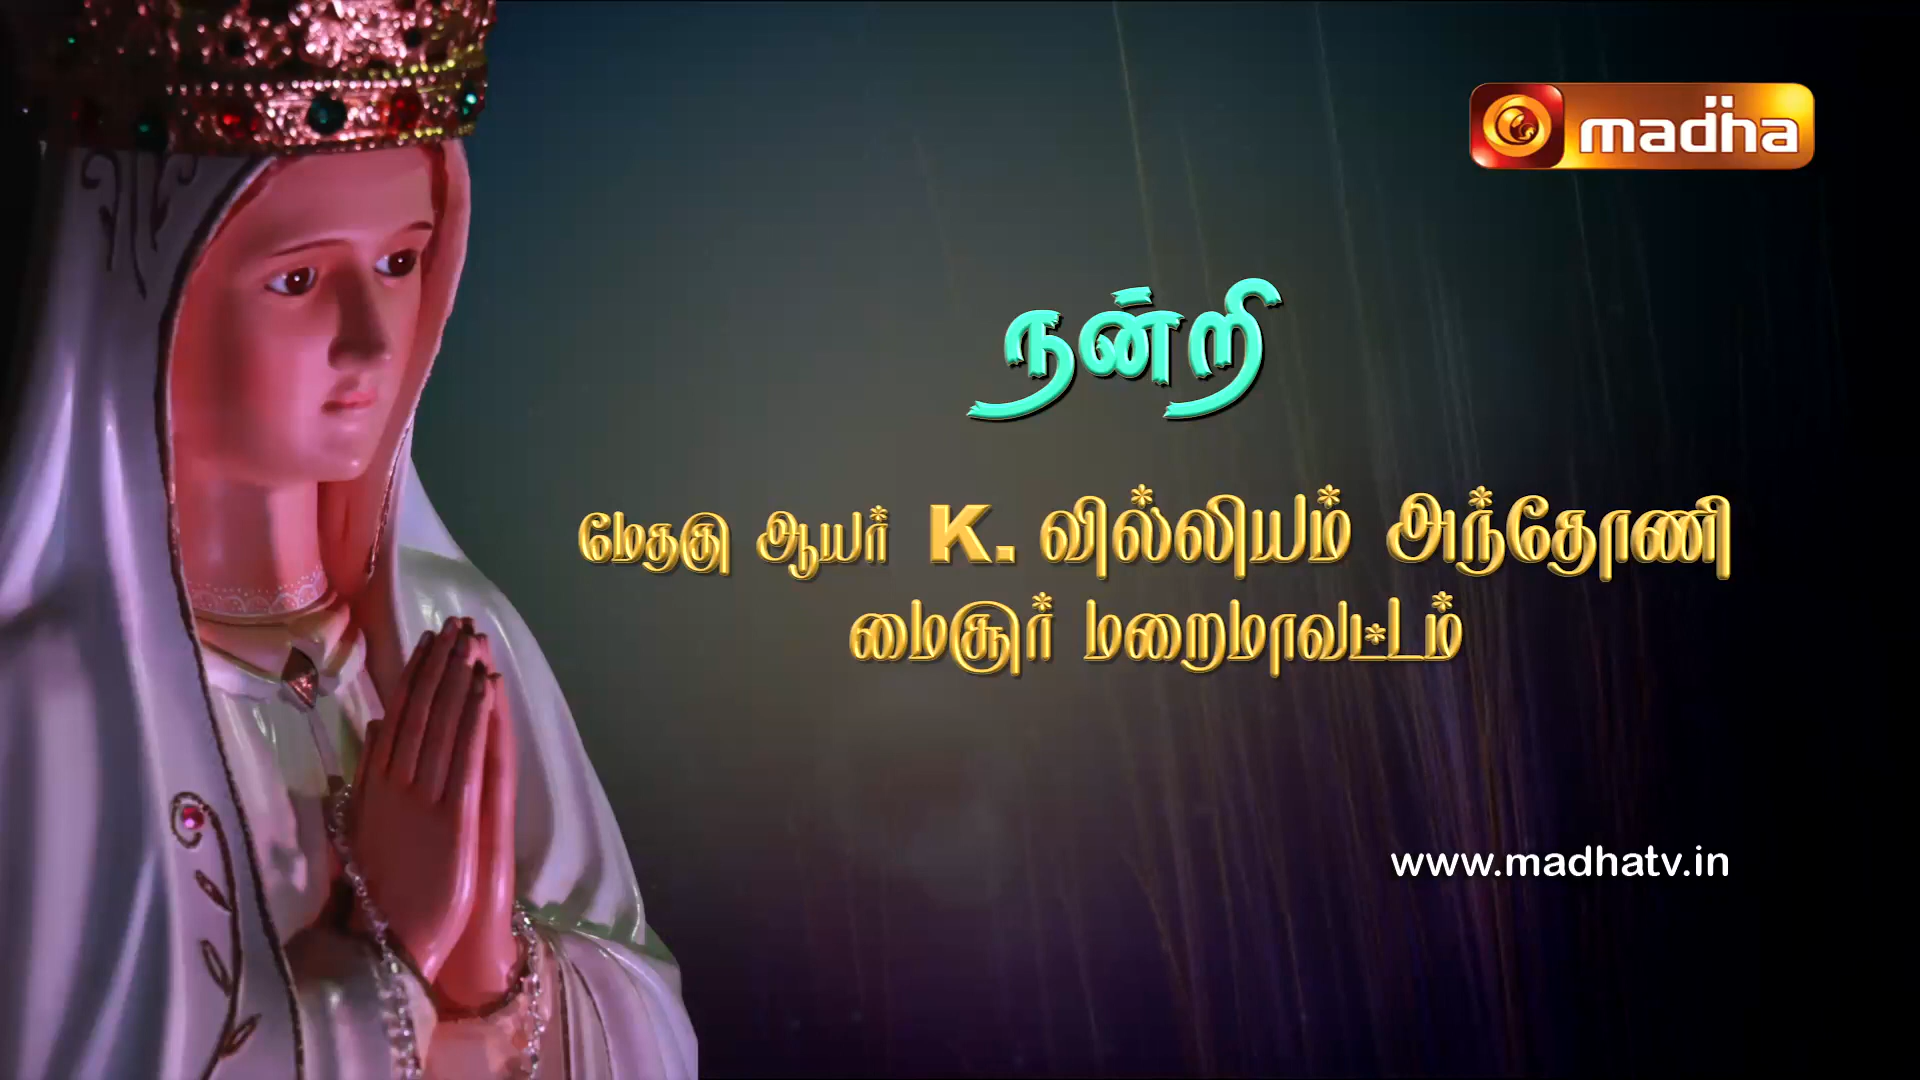 madha
நன்றி
மேதகு ஆயர் K. வில்லியம் அந்தோணி
மைசூர் மறைமாவட்டம்
www.madhatv.in